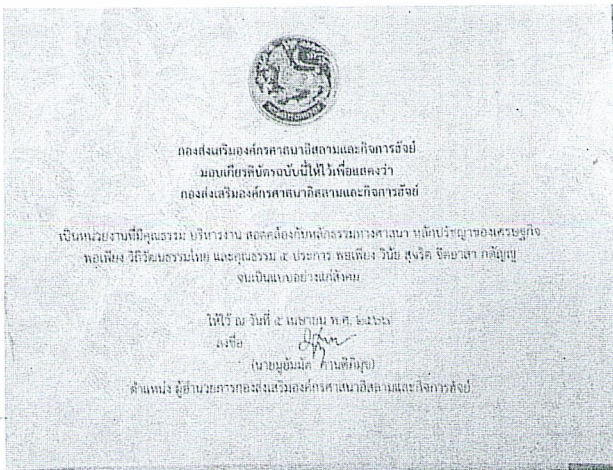 กองส่งเสริมองค์กรศาสนาอิสลามและกิจการฮัจย์
มอบเกียรติบัตรฉบับนี้ให้ไว้เพื่อแสดงว่า
กองส่งเสริมองค์กรศาสนาอิสลามและกิจการฮัจย์
เป็นหน่วยงานที่มีคุณธรรม บริหารงาน สอดคล้องกับหลักธรรมทางศาสนา หลักปรัชญาของเศรษฐกิจ
พอเพียง วิถีวัฒนธรรมไทย และคุณธรรม ๕ ประการ พอเพียง วินัย สุจริต จิตอาสา กตัญญู
จนเป็นแบบอย่างแก่สังคม
ให้ไว้ ณ วันที่ ๕ เมษายน พ.ศ.
ลงชื่อ
(นายมูฮัมมัด)
ตำแหน่ง ผู้อำนวยการกองส่งเสริมองค์กรศาสนาอิสลามและกิจการฮัจย์